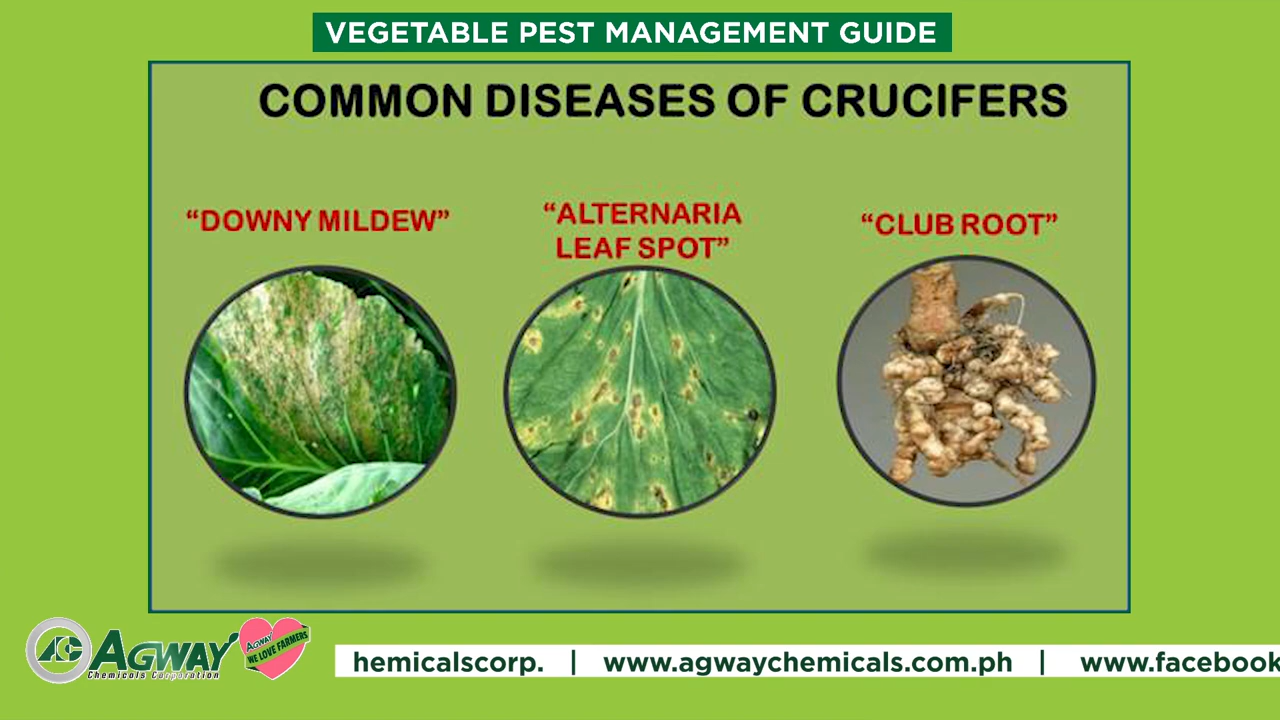 VEGETABLE PEST MANAGEMENT GUIDE
COMMON DISEASES OF CRUCIFERS
“DOWNY MILDEW”
“ALTERNARIA
LEAF SPOT”
“CLUB ROOT”
AGWAY
Chemicals Corporation
AGWAY
WE LOVE FARMERS
hemicalscorp. | www.agwaychemicals.com.ph | www.facebook